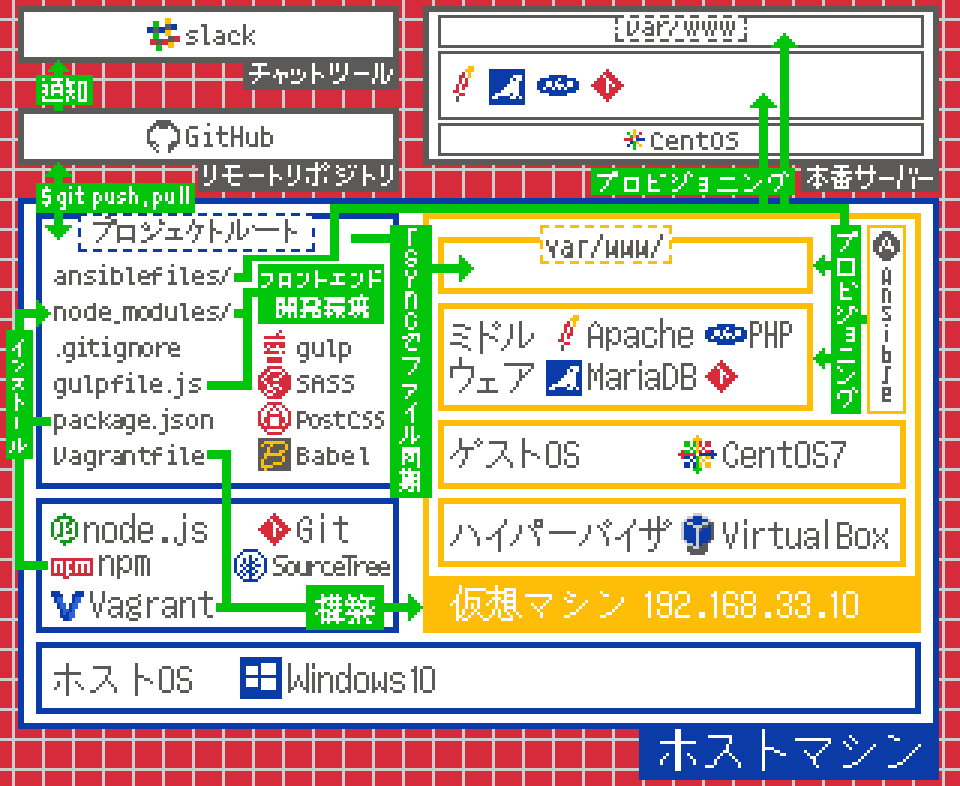 slack
チャットツール
通知
GitHub
リモートリポジトリ
$git push,pull
var/www
CentOS
プロビジョニング
本番サーバー
プロジェクトルート
ansiblefiles/
node_modules/
.gitignore
gulpfile.js
package.json
Vagrantfile
インストール
フロントエンド
開発環境
gulp
SASS
PostCSS
Babel
rsyncでファイル同期
var/www/
プロビジョニング
Ansible
ミドル
ウェア
Apache
PHP
MariaDB
ゲストOS
CentOS7
ハイパーバイザ
VirtualBox
仮想マシン 192.168.33.10
node.js
Git
npm
npm
SourceTree
Vagrant
構築
ホストOS
Windows10
ホストマシン